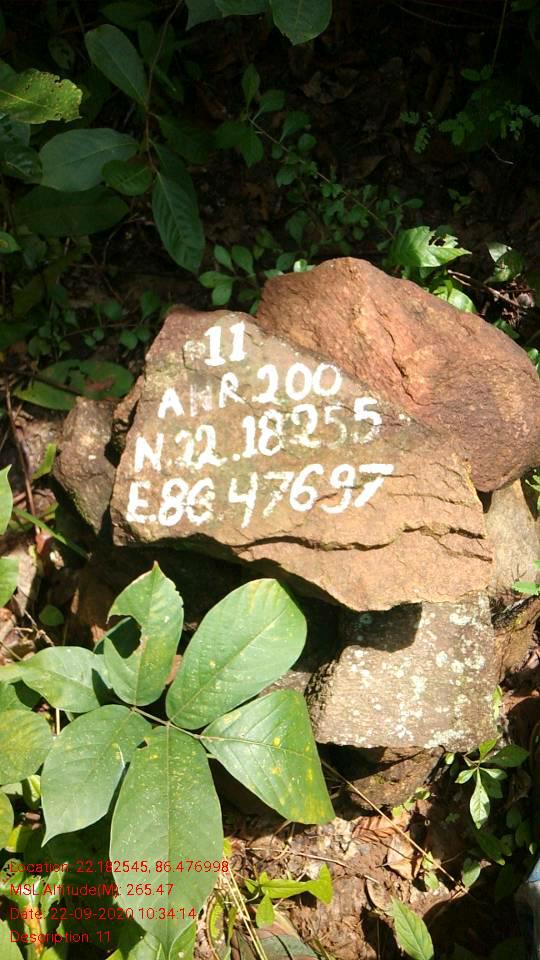 11
ANR 200
N 22.18255
E.86 47697
Location: 22.182545, 86.476998
MSL Altitude(M): 265.47
Date: 22-09-2020 10:34:14
Description: 11